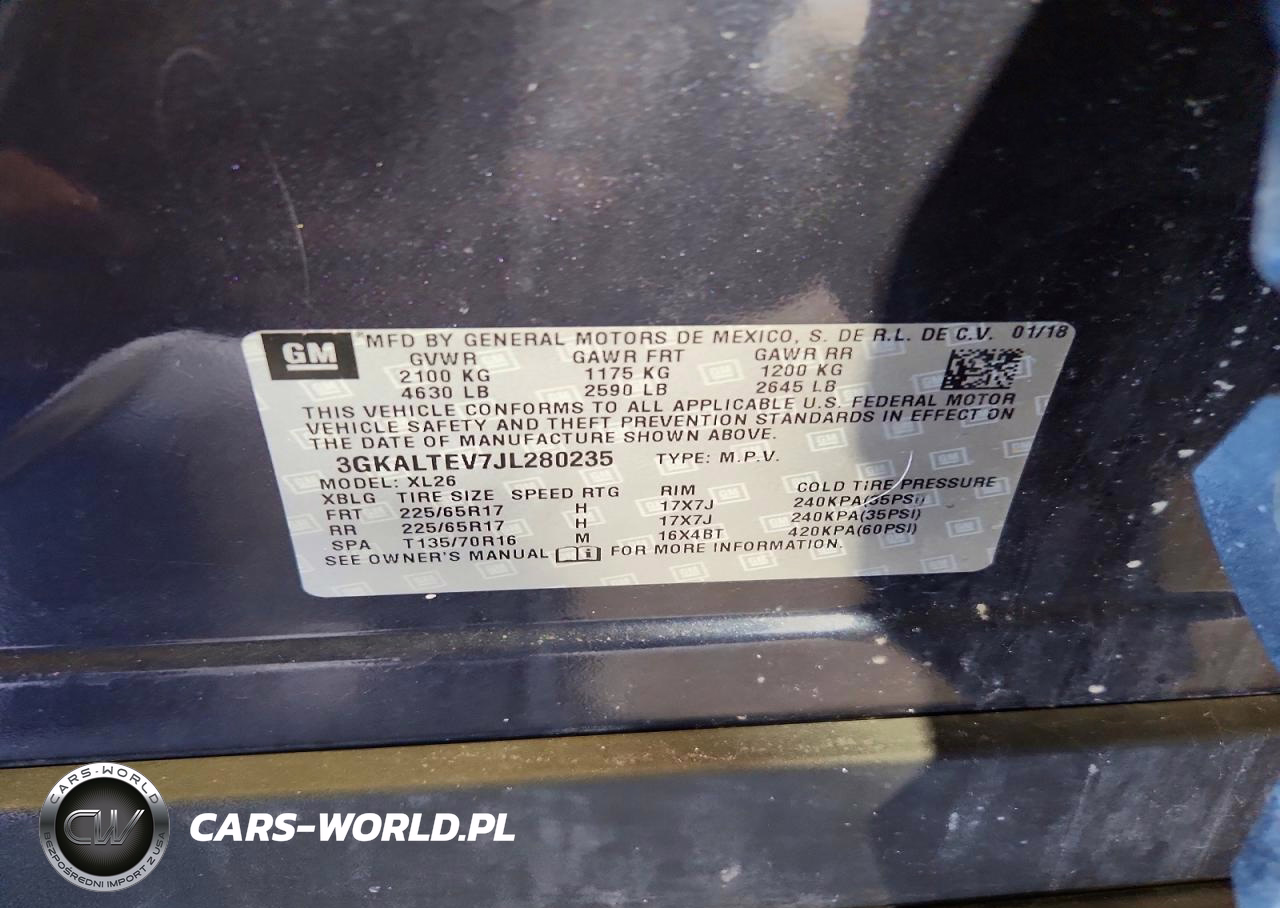 GM
MFD BY GENERAL MOTORS DE MEXICO, S. DE R.L. DE C.V. 01/18
GVWR GAWR FRT GAWR RR
2100 KG 1175 KG 1200 KG
4630 LB 2590 LB 2645 LB
THIS VEHICLE CONFORMS TO ALL APPLICABLE U.S. FEDERAL MOTOR
VEHICLE SAFETY AND THEFT PREVENTION STANDARDS IN EFFECT ON
THE DATE OF MANUFACTURE SHOWN ABOVE.
3GKALTEV7JL280235 TYPE: M.P.V.
MODEL: XL26
XBLG TIRE SIZE SPEED RTG RIM COLD TIRE PRESSURE
FRT 225/65R17 H 17X7J 240KPA(35PSI)
RR 225/65R17 H 17X7J 240KPA(35PSI)
SPA T135/70R16 M 16X4BT 420KPA(60PSI)
SEE OWNER'S MANUAL FOR MORE INFORMATION.
CARS-WORLD
CW
BEZPOŚREDNI IMPORT Z USA
CARS-WORLD.PL